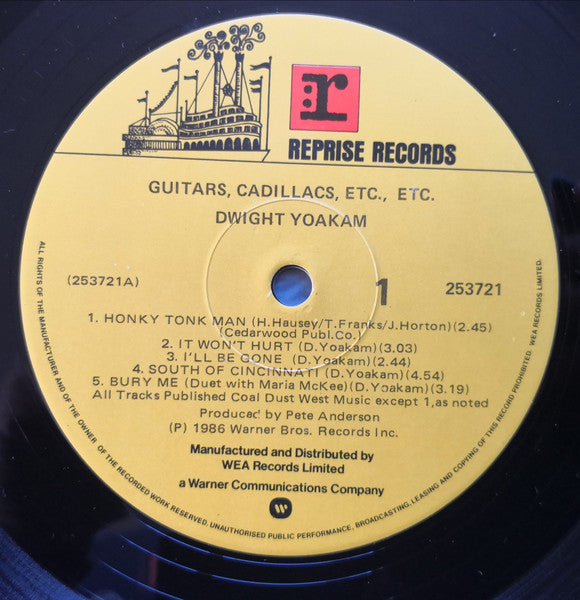 r
REPRISE RECORDS
GUITARS, CADILLACS, ETC., ETC.
DWIGHT YOAKAM
(253721A)
1
253721
1. HONKY TONK MAN (H.Hausey/T.Franks/J.Horton)(2.45)
(Cedarwood Publ.Co.)
2. IT WON'T HURT (D.Yoakam)(3.03)
3. I'LL BE GONE (D.Yoakam)(2.44)
4. SOUTH OF CINCINNATI (D.Yoakam)(4.54)
5. BURY ME (Duet with Maria McKee)(D.Yoakam)(3.19)
All Tracks Published Coal Dust West Music except 1,as noted
Produced by Pete Anderson
(P) 1986 Warner Bros. Records Inc.
Manufactured and Distributed by
WEA Records Limited
a Warner Communications Company
ALL RIGHTS OF THE MANUFACTURER AND OF THE OWNER OF THE RECORDED WORK RESERVED. UNAUTHORISED PUBLIC PERFORMANCE, BROADCASTING, LEASING AND COPYING OF THIS RECORD PROHIBITED. WEA RECORDS LIMITED.